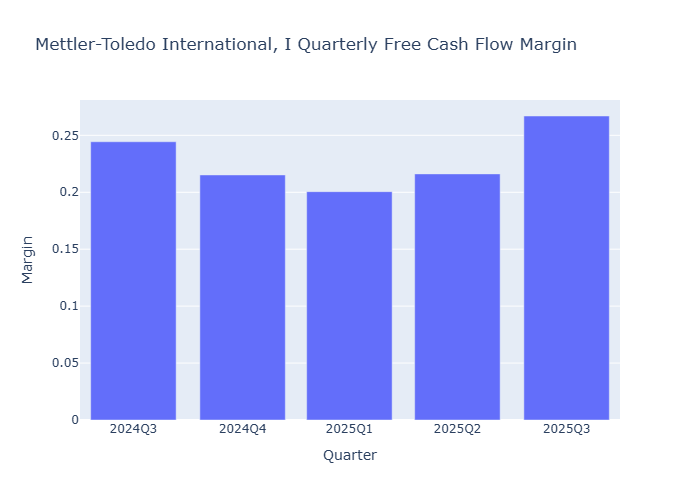 Mettler-Toledo International, I Quarterly Free Cash Flow Margin
0.25
0.2
0.15
0.1
0.05
0
Margin
2024Q3 2024Q4 2025Q1 2025Q2 2025Q3
Quarter